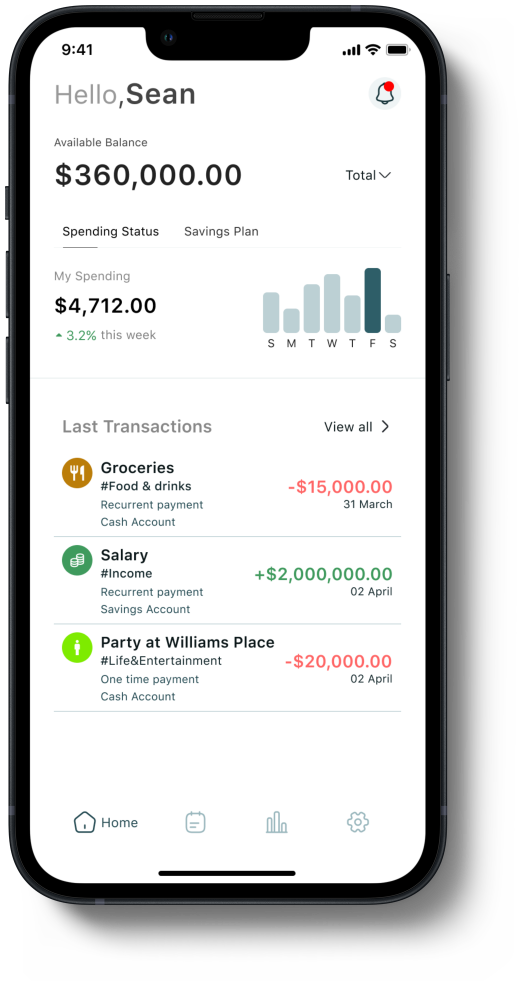 9:41
Hello,Sean
Available Balance
$360,000.00
Total
Spending Status
Savings Plan
My Spending
$4,712.00
3.2% this week
S M T W T F S
Last Transactions
View all
Groceries
#Food & drinks
-$15,000.00
Recurrent payment
31 March
Cash Account
Salary
#Income
+$2,000,000.00
Recurrent payment
02 April
Savings Account
Party at Williams Place
#Life&Entertainment
-$20,000.00
One time payment
02 April
Cash Account
Home